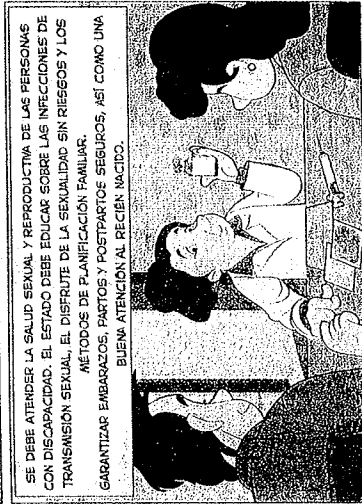 SE DEBE ATENDER LA SALUD SEXUAL Y REPRODUCTIVA DE LAS PERSONAS
CON DISCAPACIDAD. EL ESTADO DEBE EDUCAR SOBRE LAS INFECCIONES DE
TRANSMISIÓN SEXUAL, EL DISFRUTE DE LA SEXUALIDAD SIN RIESGOS Y LOS
MÉTODOS DE PLANIFICACIÓN FAMILIAR.
GARANTIZAR EMBARAZOS, PARTOS Y POSTPARTOS SEGUROS, ASÍ COMO UNA
BUENA ATENCIÓN AL RECIÉN NACIDO.